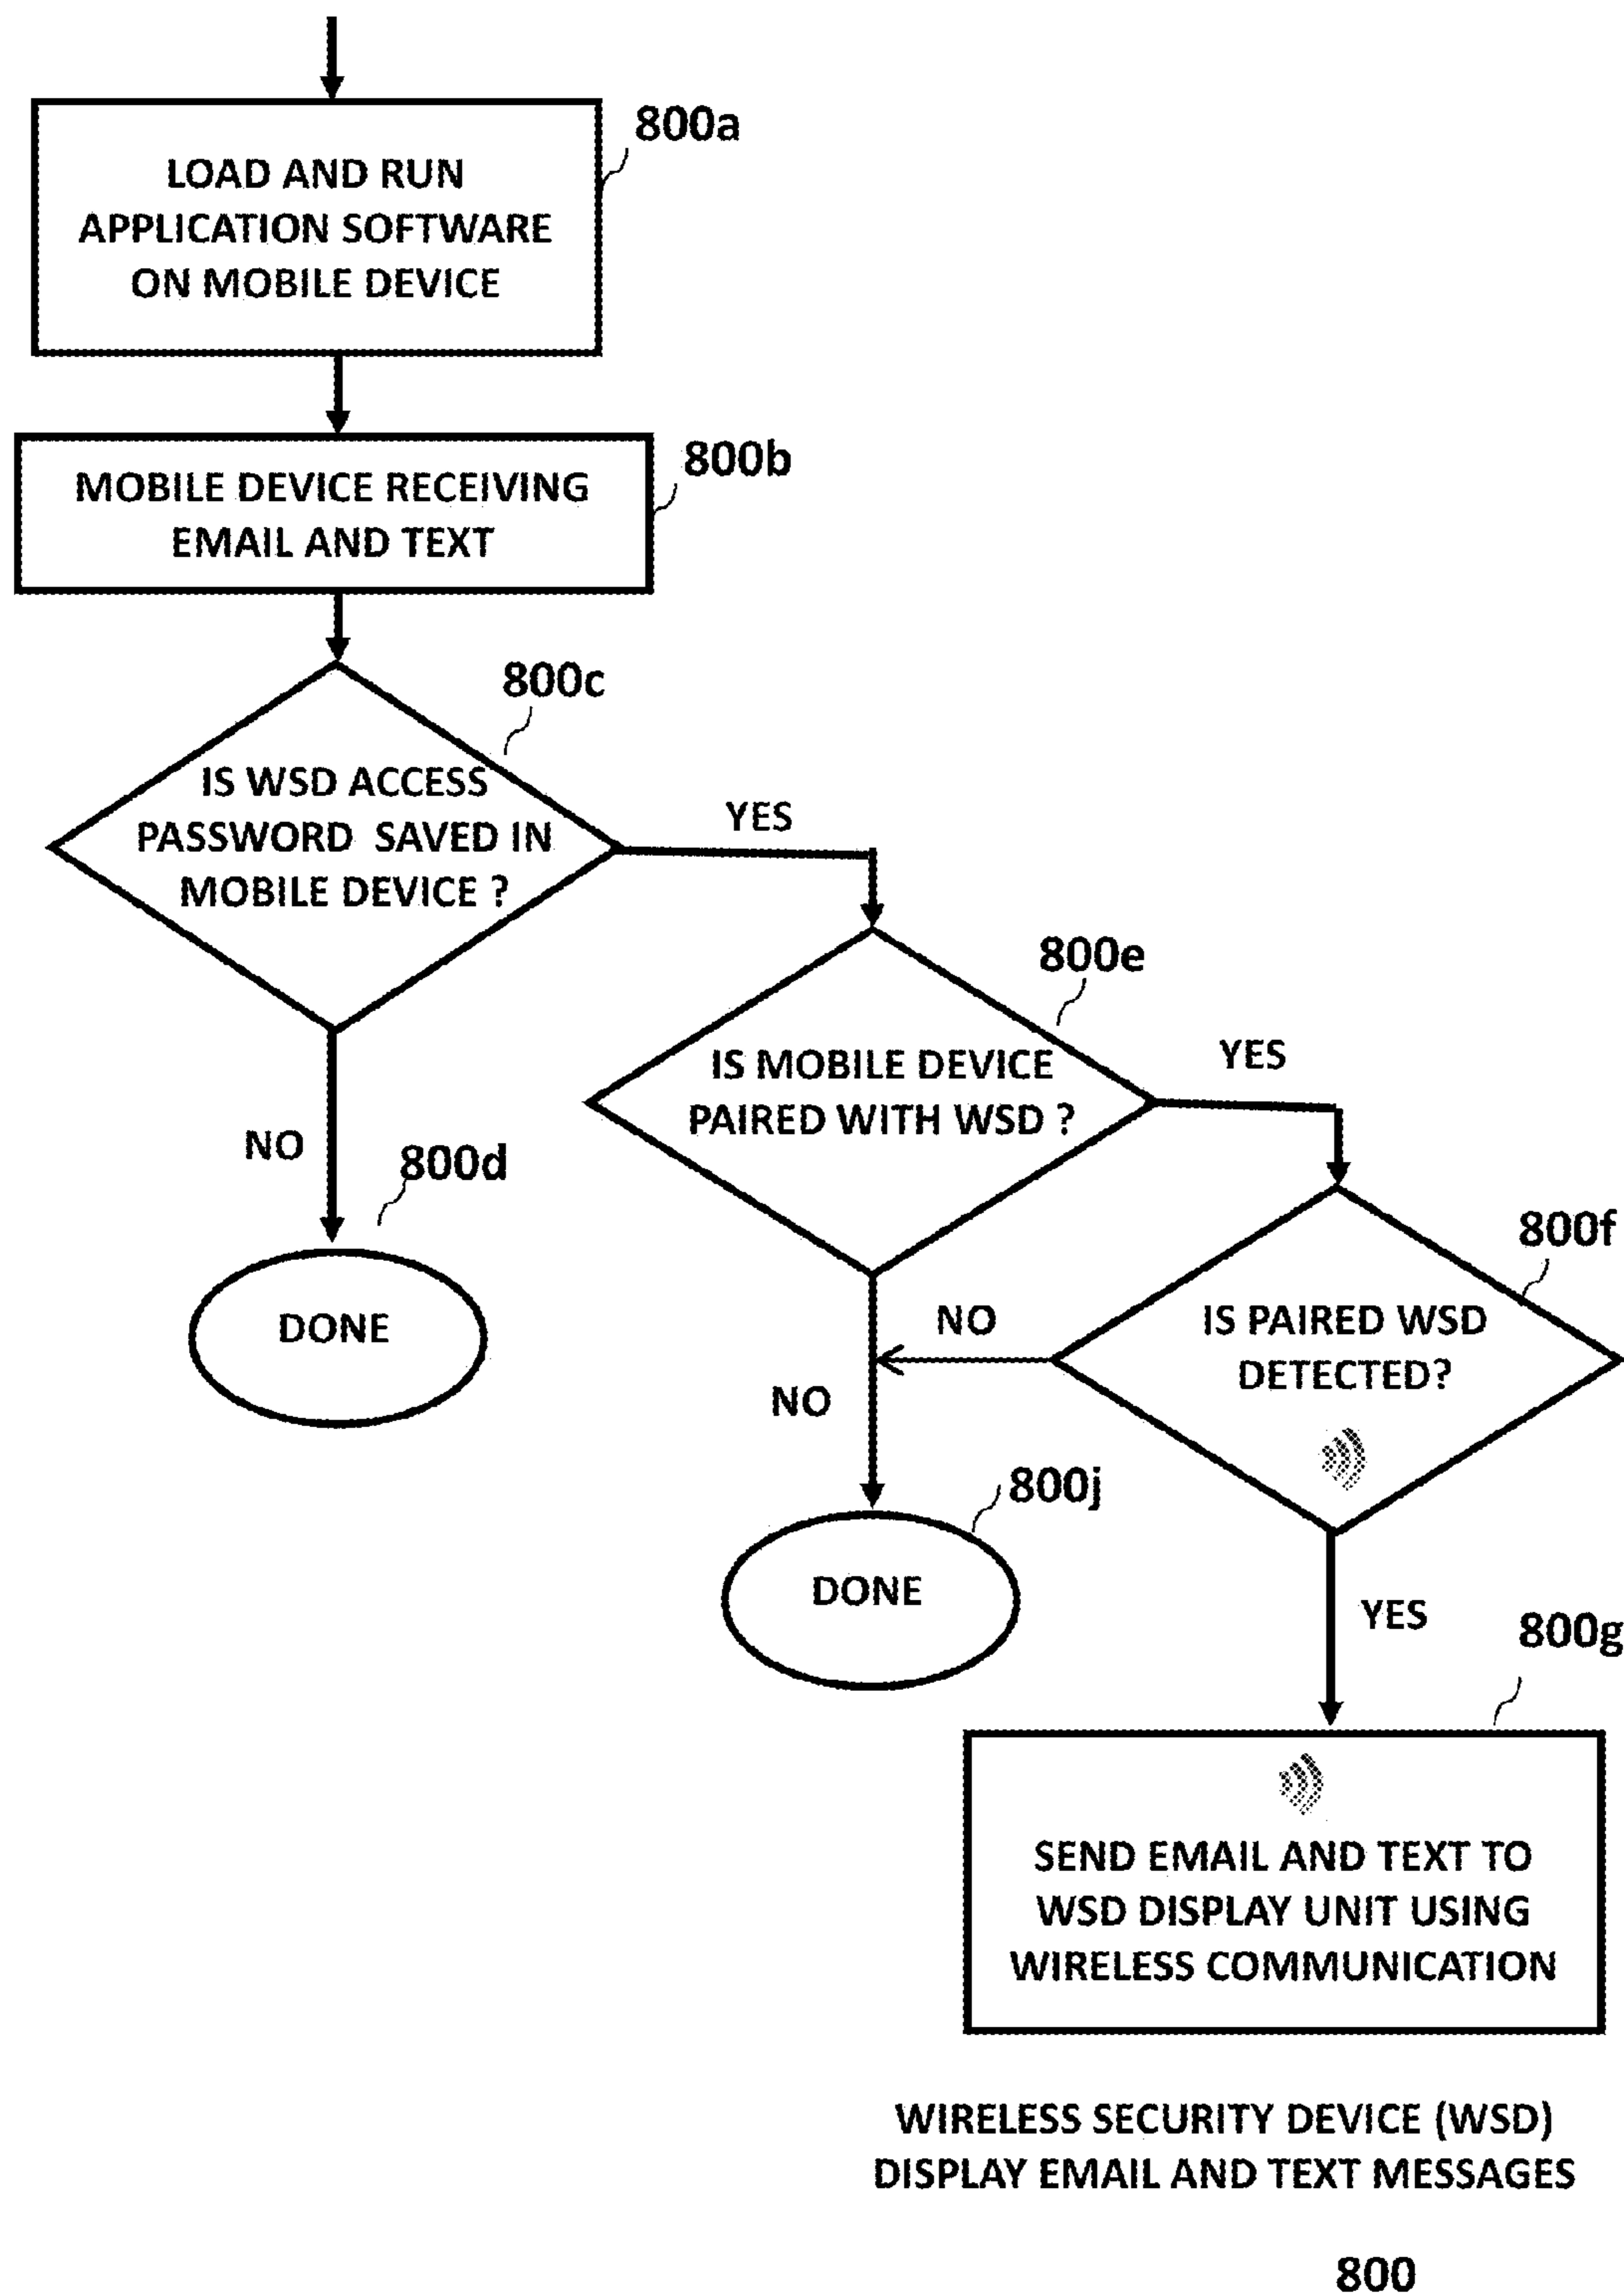 800a
LOAD AND RUN
APPLICATION SOFTWARE
ON MOBILE DEVICE
800b
MOBILE DEVICE RECEIVING
EMAIL AND TEXT
800c
IS WSD ACCESS
PASSWORD SAVED IN
MOBILE DEVICE ?
YES
NO
800d
DONE
800e
IS MOBILE DEVICE
PAIRED WITH WSD ?
YES
NO
800f
IS PAIRED WSD
DETECTED?
NO
800j
DONE
YES
800g
SEND EMAIL AND TEXT TO
WSD DISPLAY UNIT USING
WIRELESS COMMUNICATION
WIRELESS SECURITY DEVICE (WSD)
DISPLAY EMAIL AND TEXT MESSAGES
800